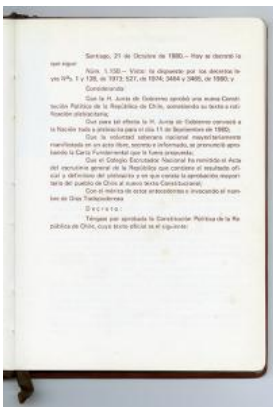 Santiago, 21 de Octubre de 1980.— Hoy se decretó lo
que sigue:
Núm. 1.150.— Visto: lo dispuesto por los decretos le-
yes Nºs. 1 y 128, de 1973; 527, de 1974; 3464 y 3465, de 1980; y
Considerando:
Que la H. Junta de Gobierno aprobó una nueva Consti-
tución Política de la República de Chile, sometiendo su texto a rati-
ficación plebiscitaria;
Que para tal efecto la H. Junta de Gobierno convocó a
la Nación toda a plebiscito para el día 11 de Septiembre de 1980;
Que la voluntad soberana nacional mayoritariamente
manifestada en un acto libre, secreto e informado, se pronunció apro-
bando la Carta Fundamental que le fuera propuesta;
Que el Colegio Escrutador Nacional ha remitido el Acta
del escrutinio general de la República que contiene el resultado ofi-
cial y definitivo del plebiscito y en que consta la aprobación mayori-
taria del pueblo de Chile al nuevo texto Constitucional;
Con el mérito de estos antecedentes e invocando el nom-
bre de Dios Todopoderoso
Decreto:
Téngase por aprobada la Constitución Política de la Re-
pública de Chile, cuyo texto oficial es el siguiente: